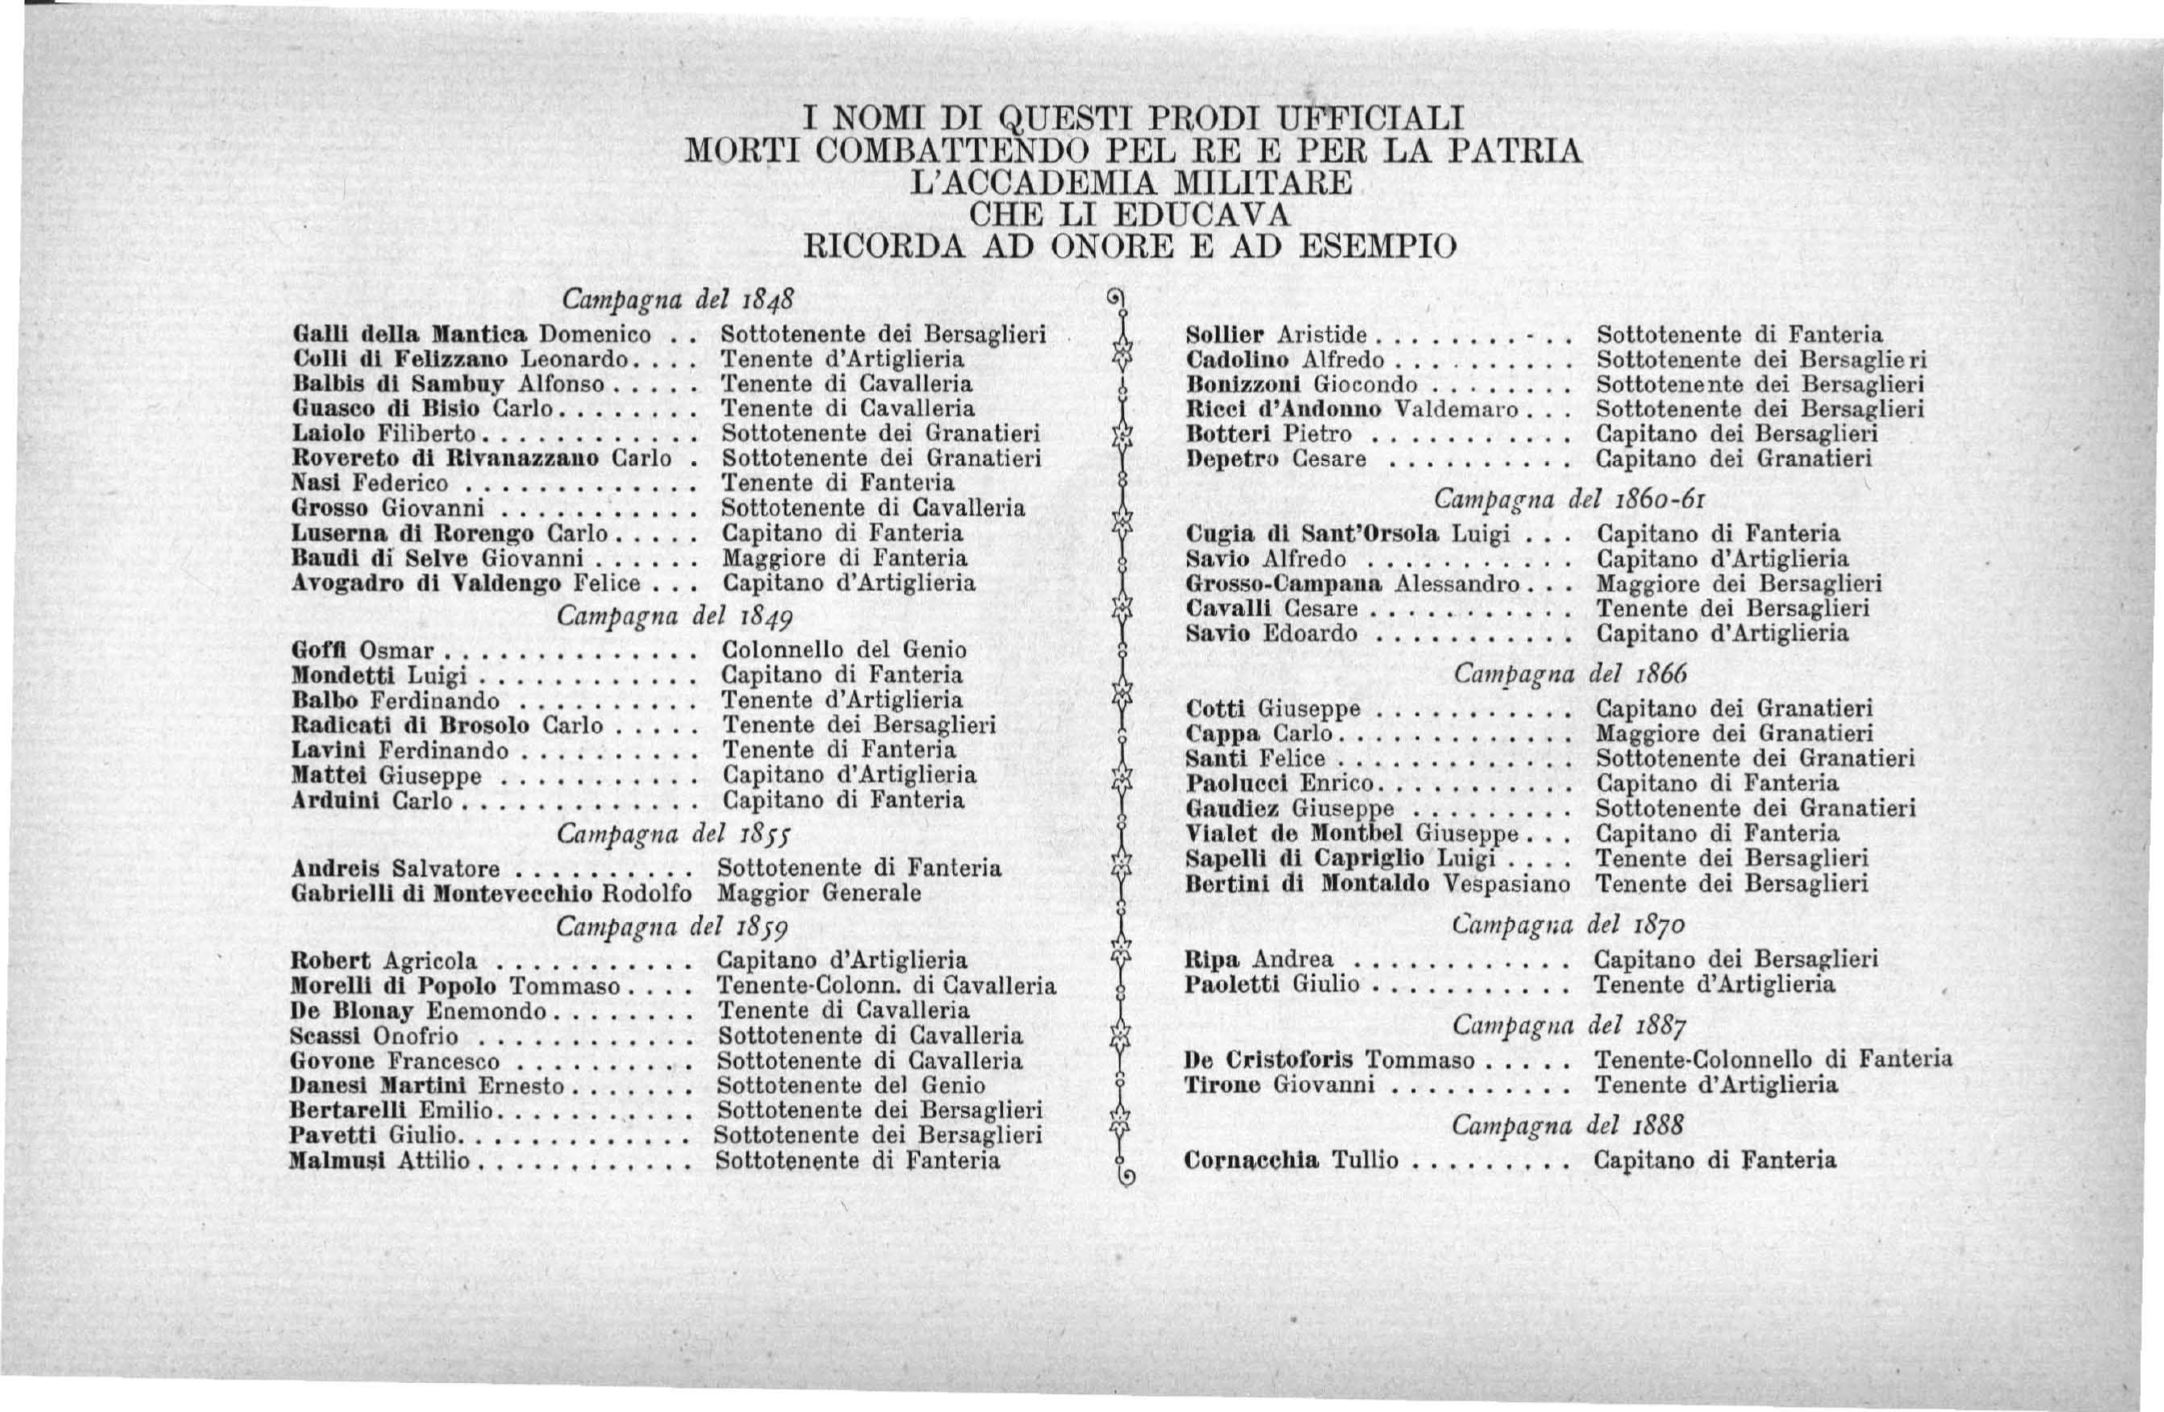 I NOMI DI QUESTI PRODI UFFICIALI
MORTI COMBATTENDO PEL RE E PER LA PATRIA
L'ACCADEMIA MILITARE
CHE LI EDUCAVA
RICORDA AD ONORE E AD ESEMPIO
Campagna del 1848
Galli della Mantica Domenico . . Sottotenente dei Bersaglieri
Colli di Felizzano Leonardo. . . . Tenente d'Artiglieria
Balbis di Sambuy Alfonso . . . . . Tenente di Cavalleria
Guasco di Bisio Carlo. . . . . . . . Tenente di Cavalleria
Laiolo Filiberto. . . . . . . . . . . . Sottotenente dei Granatieri
Rovereto di Rivanazzano Carlo . Sottotenente dei Granatieri
Nasi Federico . . . . . . . . . . . . . Tenente di Fanteria
Grosso Giovanni . . . . . . . . . . . Sottotenente di Cavalleria
Luserna di Rorengo Carlo . . . . . Capitano di Fanteria
Baudi di Selve Giovanni . . . . . . Maggiore di Fanteria
Avogadro di Valdengo Felice . . . Capitano d'Artiglieria
Campagna del 1849
Goffi Osmar . . . . . . . . . . . . . . Colonnello del Genio
Mondetti Luigi . . . . . . . . . . . . Capitano di Fanteria
Balbo Ferdinando . . . . . . . . . . Tenente d'Artiglieria
Radicati di Brosolo Carlo . . . . . Tenente dei Bersaglieri
Lavini Ferdinando . . . . . . . . . . Tenente di Fanteria
Mattei Giuseppe . . . . . . . . . . . Capitano d'Artiglieria
Arduini Carlo . . . . . . . . . . . . . Capitano di Fanteria
Campagna del 1855
Andreis Salvatore . . . . . . . . . . Sottotenente di Fanteria
Gabrielli di Montevecchio Rodolfo Maggior Generale
Campagna del 1859
Robert Agricola . . . . . . . . . . . Capitano d'Artiglieria
Morelli di Popolo Tommaso . . . . Tenente-Colonn. di Cavalleria
De Blonay Enemondo . . . . . . . . Tenente di Cavalleria
Scassi Onofrio . . . . . . . . . . . . Sottotenente di Cavalleria
Govone Francesco . . . . . . . . . . Sottotenente di Cavalleria
Danesi Martini Ernesto . . . . . . . Sottotenente del Genio
Bertarelli Emilio. . . . . . . . . . . Sottotenente dei Bersaglieri
Pavetti Giulio. . . . . . . . . . . . . Sottotenente dei Bersaglieri
Malmusi Attilio . . . . . . . . . . . . Sottotenente di Fanteria
Sollier Aristide . . . . . . . . . . . Sottotenente di Fanteria
Cadolino Alfredo . . . . . . . . . . Sottotenente dei Bersaglieri
Bonizzoni Giocondo . . . . . . . . Sottotenente dei Bersaglieri
Ricci d'Andonno Valdemaro . . . Sottotenente dei Bersaglieri
Botteri Pietro . . . . . . . . . . . Capitano dei Bersaglieri
Depetro Cesare . . . . . . . . . . Capitano dei Granatieri
Campagna del 1860-61
Cugia di Sant'Orsola Luigi . . . Capitano di Fanteria
Savio Alfredo . . . . . . . . . . . Capitano d'Artiglieria
Grosso-Campana Alessandro . . . Maggiore dei Bersaglieri
Cavalli Cesare . . . . . . . . . . . Tenente dei Bersaglieri
Savio Edoardo . . . . . . . . . . . Capitano d'Artiglieria
Campagna del 1866
Cotti Giuseppe . . . . . . . . . . . Capitano dei Granatieri
Cappa Carlo. . . . . . . . . . . . . Maggiore dei Granatieri
Santi Felice . . . . . . . . . . . . . Sottotenente dei Granatieri
Paolucci Enrico. . . . . . . . . . . Capitano di Fanteria
Gaudiez Giuseppe . . . . . . . . . Sottotenente dei Granatieri
Vialet de Montbel Giuseppe . . . Capitano di Fanteria
Sapelli di Capriglio Luigi . . . . Tenente dei Bersaglieri
Bertini di Montaldo Vespasiano Tenente dei Bersaglieri
Campagna del 1870
Ripa Andrea . . . . . . . . . . . . Capitano dei Bersaglieri
Paoletti Giulio . . . . . . . . . . . Tenente d'Artiglieria
Campagna del 1887
De Cristoforis Tommaso . . . . . Tenente-Colonnello di Fanteria
Tirone Giovanni . . . . . . . . . . Tenente d'Artiglieria
Campagna del 1888
Cornacchia Tullio . . . . . . . . . Capitano di Fanteria